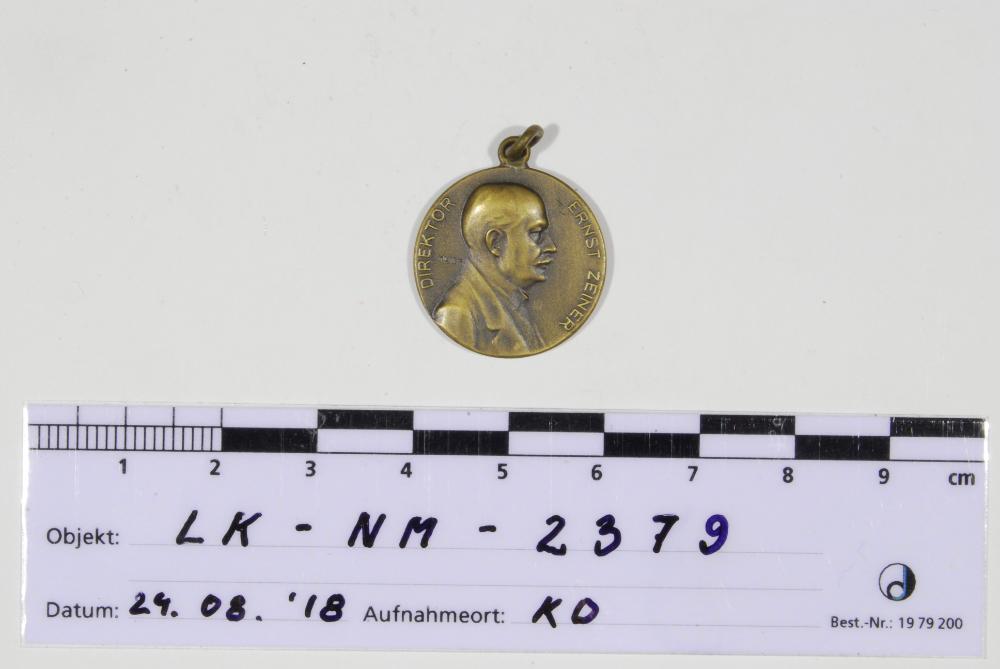 DIREKTOR ERNST ZEINER
1 2 3 4 5 6 7 8 9 cm
Objekt: LK - NM - 2379
Datum: 24. 08. '18 Aufnahmeort: KD
Best.-Nr.: 19 79 200